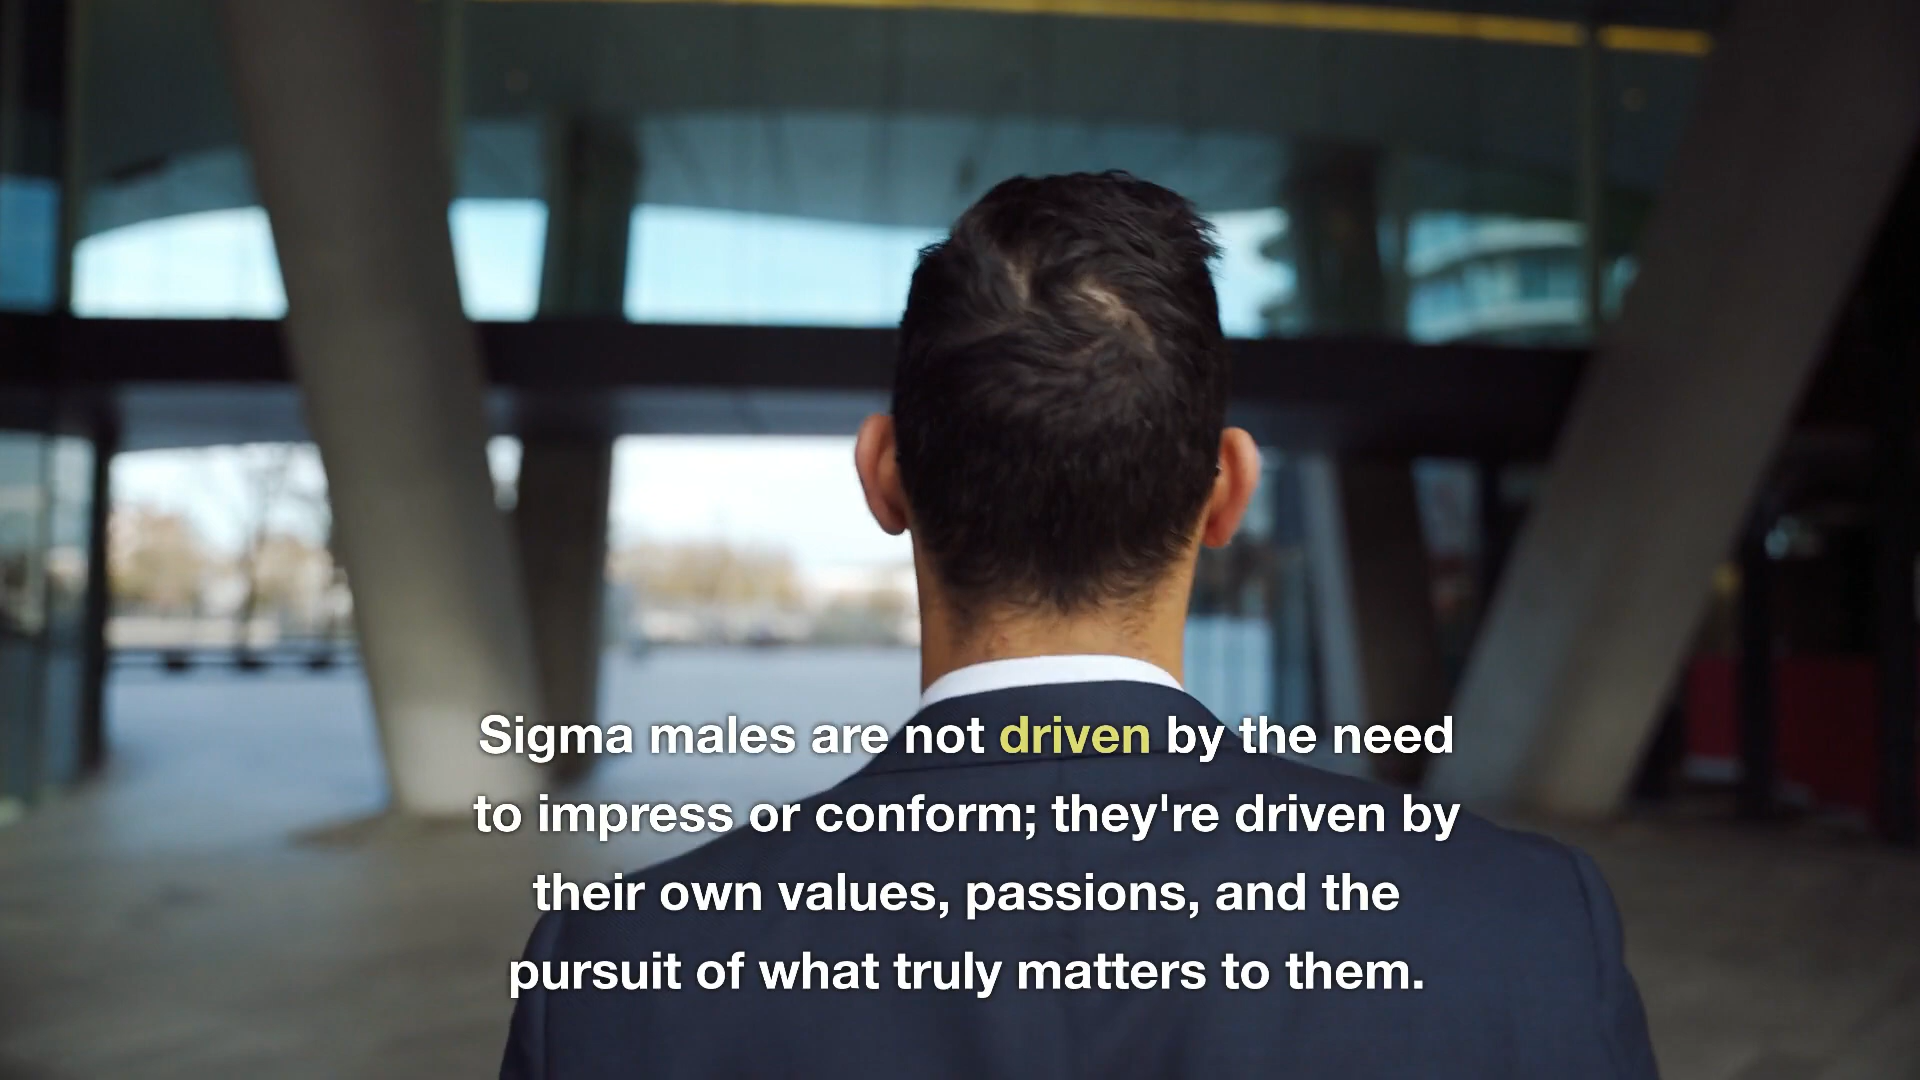 Sigma males are not driven by the need
to impress or conform; they're driven by
their own values, passions, and the
pursuit of what truly matters to them.